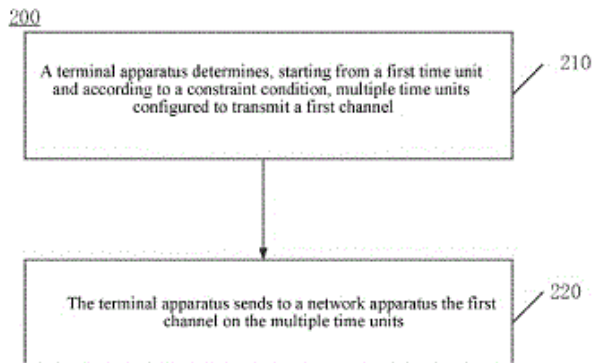 200
A terminal apparatus determines, starting from a first time unit
and according to a constraint condition, multiple time units
configured to transmit a first channel
210
The terminal apparatus sends to a network apparatus the first
channel on the multiple time units
220